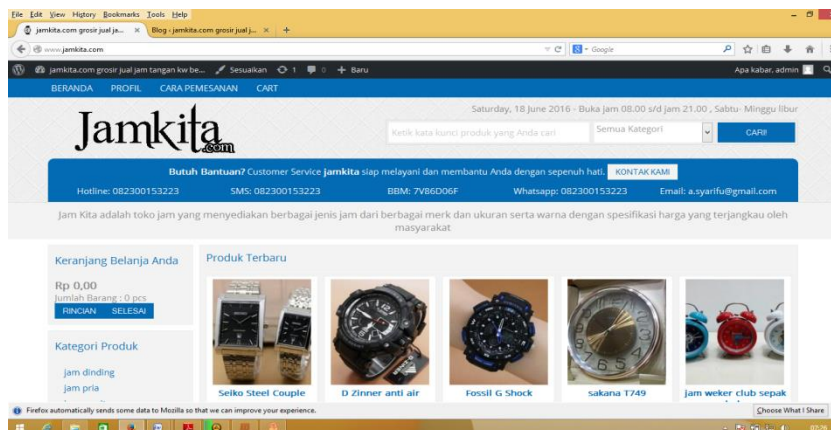 File Edit View History Bookmarks Tools Help
jamkita.com grosir jual ja... × Blog - jamkita.com grosir jual j... × +
www.jamkita.com Google
jamkita.com grosir jual jam tangan kw be... Sesuaikan 1 0 + Baru Apa kabar, admin
BERANDA PROFIL CARA PEMESANAN CART
Saturday, 18 June 2016 - Buka jam 08.00 s/d jam 21.00 , Sabtu- Minggu libur
Jamkita.com
Ketik kata kunci produk yang Anda cari Semua Kategori CARI!
Butuh Bantuan? Customer Service jamkita siap melayani dan membantu Anda dengan sepenuh hati. KONTAK KAMI
Hotline: 082300153223 SMS: 082300153223 BBM: 7V86D06F Whatsapp: 082300153223 Email: a.syarifu@gmail.com
Jam Kita adalah toko jam yang menyediakan berbagai jenis jam dari berbagai merk dan ukuran serta warna dengan spesifikasi harga yang terjangkau oleh
masyarakat
Keranjang Belanja Anda
Rp 0,00
Jumlah Barang : 0 pcs
RINCIAN SELESAI
Kategori Produk
jam dinding
jam pria
Produk Terbaru
Seiko Steel Couple D Zinner anti air Fossil G Shock sakana T749 jam weker club sepak
Firefox automatically sends some data to Mozilla so that we can improve your experience. Choose What I Share
07:26